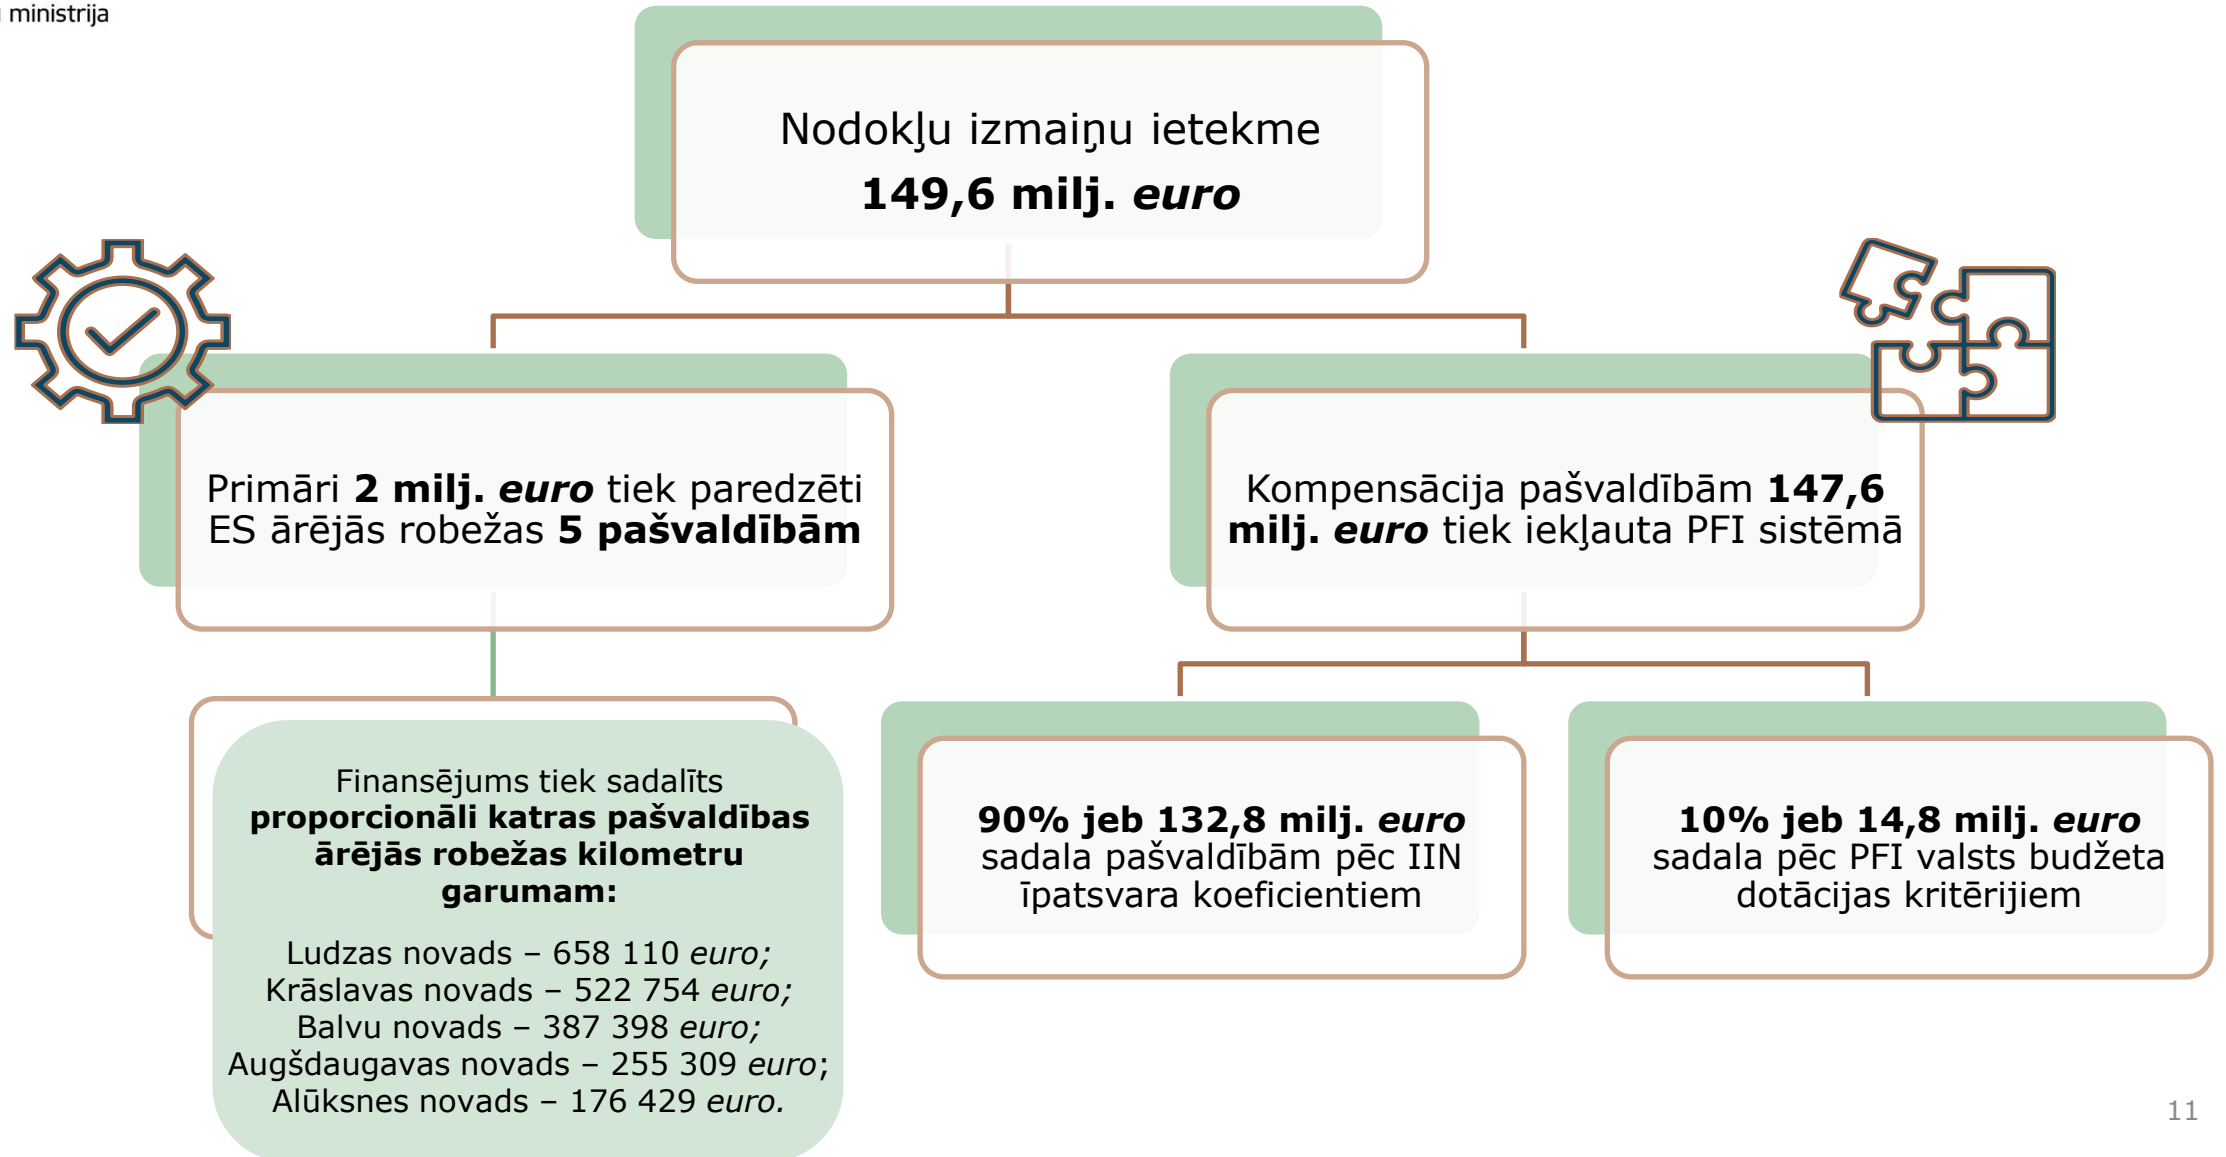 ministrija
Nodokļu izmaiņu ietekme
149,6 milj. euro
Primāri 2 milj. euro tiek paredzēti
ES ārējās robežas 5 pašvaldībām
Kompensācija pašvaldībām 147,6
milj. euro tiek iekļauta PFI sistēmā
Finansējums tiek sadalīts
proporcionāli katras pašvaldības
ārējās robežas kilometru
garumam:
Ludzas novads – 658 110 euro;
Krāslavas novads – 522 754 euro;
Balvu novads – 387 398 euro;
Augšdaugavas novads – 255 309 euro;
Alūksnes novads – 176 429 euro.
90% jeb 132,8 milj. euro
sadala pašvaldībām pēc IIN
īpatsvara koeficientiem
10% jeb 14,8 milj. euro
sadala pēc PFI valsts budžeta
dotācijas kritērijiem
11